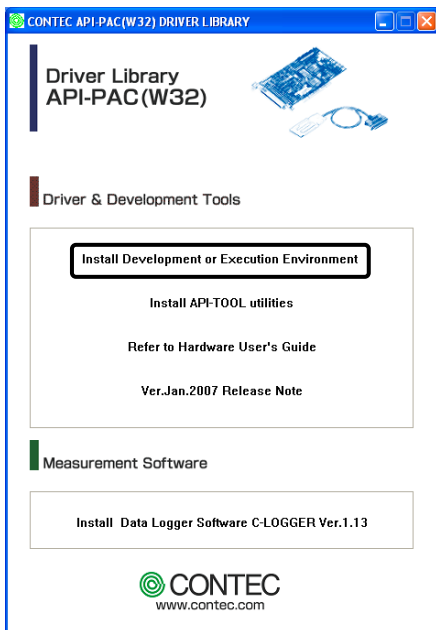 CONTEC API-PAC(W32) DRIVER LIBRARY
Driver Library
API-PAC(W32)
Driver & Development Tools
Install Development or Execution Environment
Install API-TOOL utilities
Refer to Hardware User's Guide
Ver.Jan.2007 Release Note
Measurement Software
Install Data Logger Software C-LOGGER Ver.1.13
CONTEC
www.contec.com